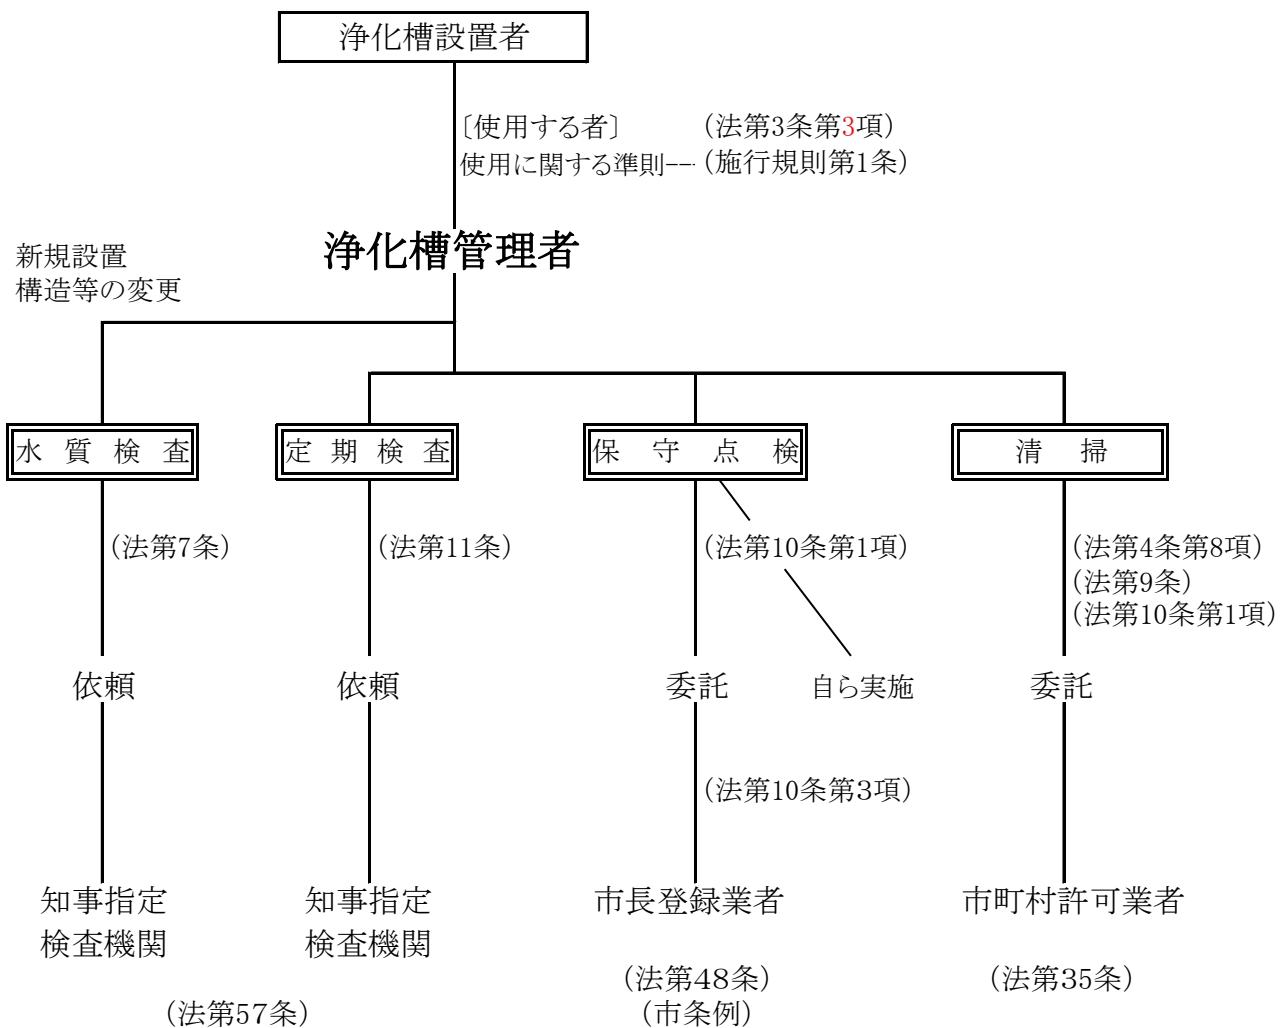 浄化槽設置者
〔使用する者〕　　（法第3条第3項）
使用に関する準則---（施行規則第1条）
浄化槽管理者
新規設置
構造等の変更
水質検査
定期検査
保守点検
清掃
（法第7条）
（法第11条）
（法第10条第1項）
（法第4条第8項）
（法第9条）
（法第10条第1項）
依頼
依頼
委託
自ら実施
委託
（法第10条第3項）
知事指定
検査機関
知事指定
検査機関
市長登録業者
市町村許可業者
（法第57条）
（法第48条）
（市条例）
（法第35条）